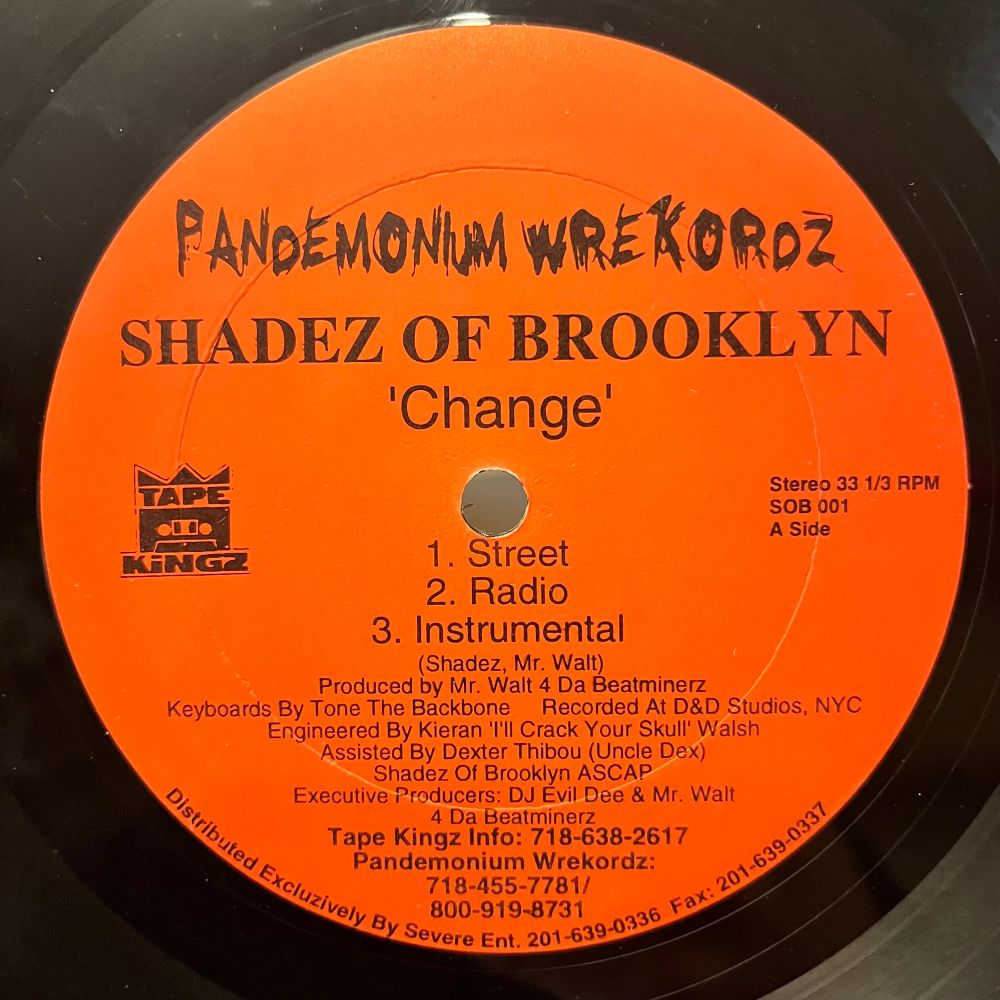 PANDEMONIUM WREKORDZ
SHADEZ OF BROOKLYN
'Change'
TAPE
KiNGZ
Stereo 33 1/3 RPM
SOB 001
A Side
1. Street
2. Radio
3. Instrumental
(Shadez, Mr. Walt)
Produced by Mr. Walt 4 Da Beatminerz
Keyboards By Tone The Backbone Recorded At D&D Studios, NYC
Engineered By Kieran 'I'll Crack Your Skull' Walsh
Assisted By Dexter Thibou (Uncle Dex)
Shadez Of Brooklyn ASCAP
Executive Producers: DJ Evil Dee & Mr. Walt
4 Da Beatminerz
Tape Kingz Info: 718-638-2617
Pandemonium Wrekordz:
718-455-7781/
800-919-8731
Distributed Excluzively By Severe Ent. 201-639-0336 Fax: 201-639-0337